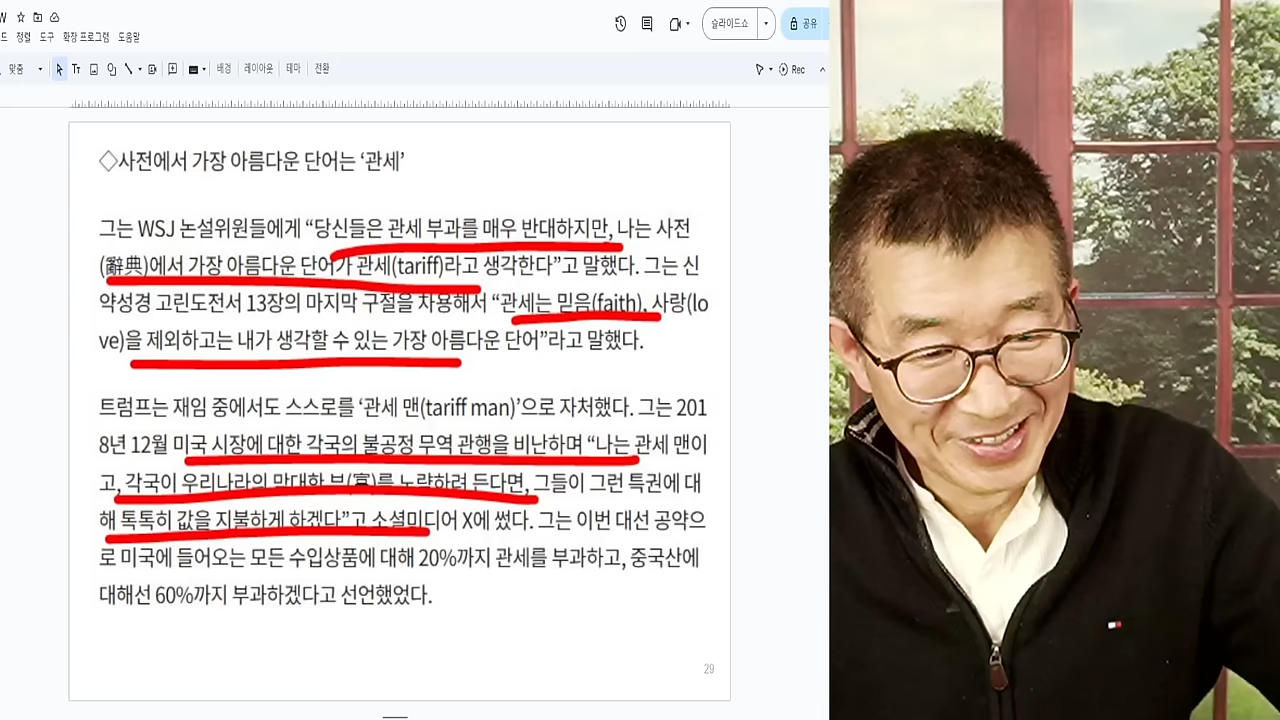 정렬 도구 확장 프로그램 도움말
슬라이드쇼
공유
맞춤
Tт
배경 레이아웃 테마 전환
Rec
◇사전에서 가장 아름다운 단어는 ‘관세’
그는 WSJ 논설위원들에게 “당신들은 관세 부과를 매우 반대하지만, 나는 사전
(辭典)에서 가장 아름다운 단어가 관세(tariff)라고 생각한다”고 말했다. 그는 신
약성경 고린도전서 13장의 마지막 구절을 차용해서 “관세는 믿음(faith), 사랑(lo
ve)을 제외하고는 내가 생각할 수 있는 가장 아름다운 단어”라고 말했다.
트럼프는 재임 중에서도 스스로를 ‘관세 맨(tariff man)’으로 자처했다. 그는 201
8년 12월 미국 시장에 대한 각국의 불공정 무역 관행을 비난하며 “나는 관세 맨이
고, 각국이 우리나라의 막대한 부(富)를 노략하려 든다면, 그들이 그런 특권에 대
해 톡톡히 값을 지불하게 하겠다”고 소셜미디어 X에 썼다. 그는 이번 대선 공약으
로 미국에 들어오는 모든 수입상품에 대해 20%까지 관세를 부과하고, 중국산에
대해선 60%까지 부과하겠다고 선언했었다.
29